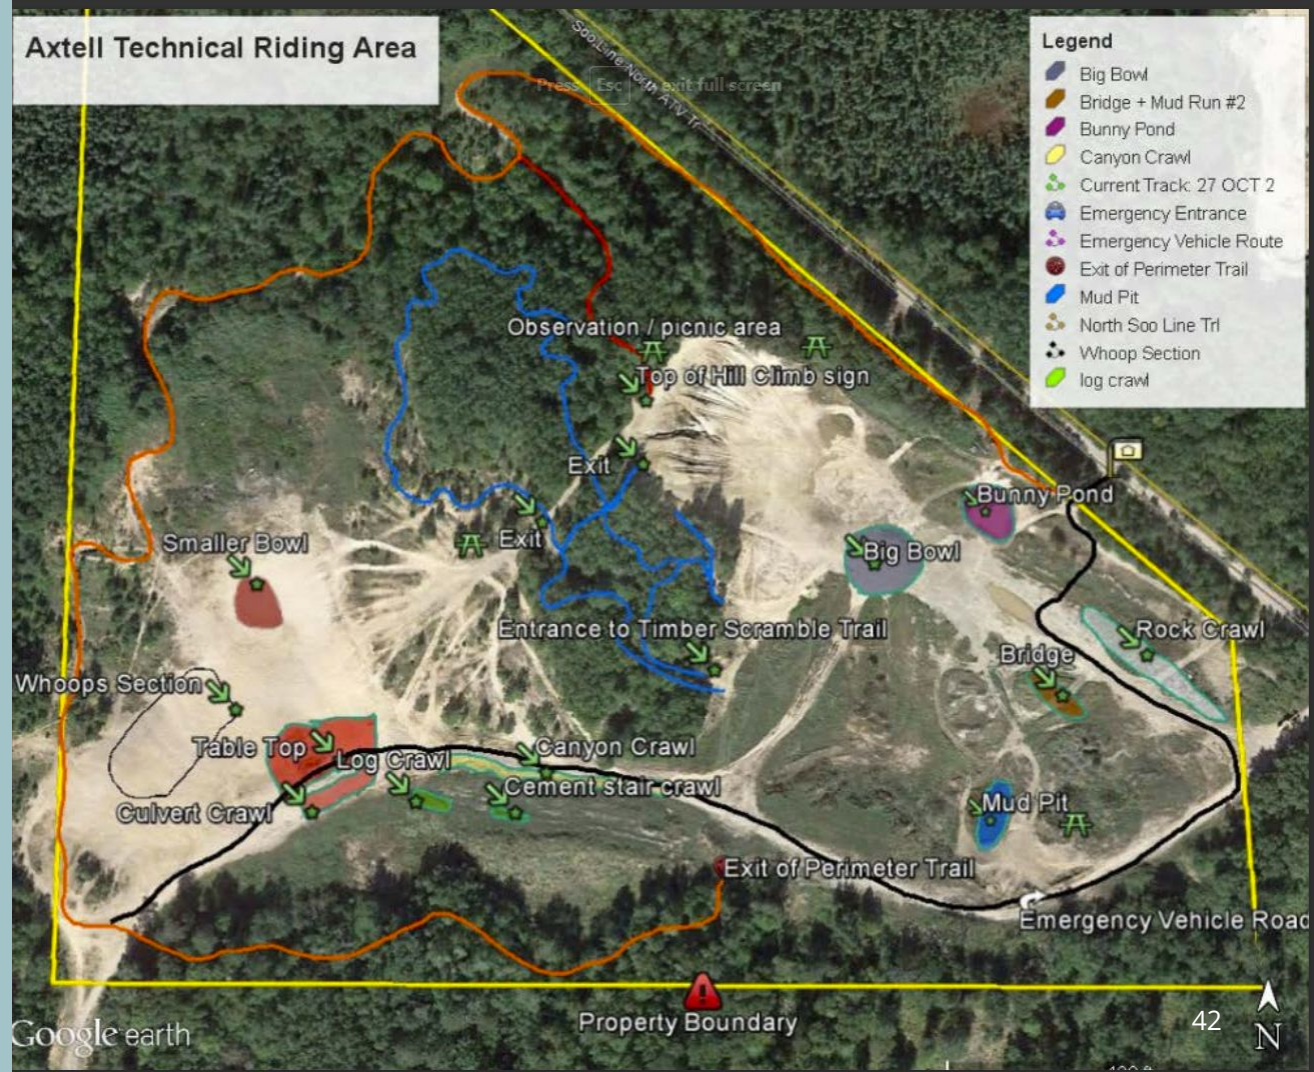 Axtell Technical Riding Area
Soo Line North ATV Tr
Press Esc to exit full screen
Legend
Big Bowl
Bridge + Mud Run #2
Bunny Pond
Canyon Crawl
Current Track: 27 OCT 2
Emergency Entrance
Emergency Vehicle Route
Exit of Perimeter Trail
Mud Pit
North Soo Line Trl
Whoop Section
log crawl
Observation / picnic area
Top of Hill Climb sign
Exit
Bunny Pond
Exit
Smaller Bowl
Big Bowl
Entrance to Timber Scramble Trail
Rock Crawl
Bridge
Whoops Section
Table Top
Log Crawl
Canyon Crawl
Cement stair crawl
Culvert Crawl
Mud Pit
Exit of Perimeter Trail
Emergency Vehicle Road
Property Boundary
Google earth
42
N